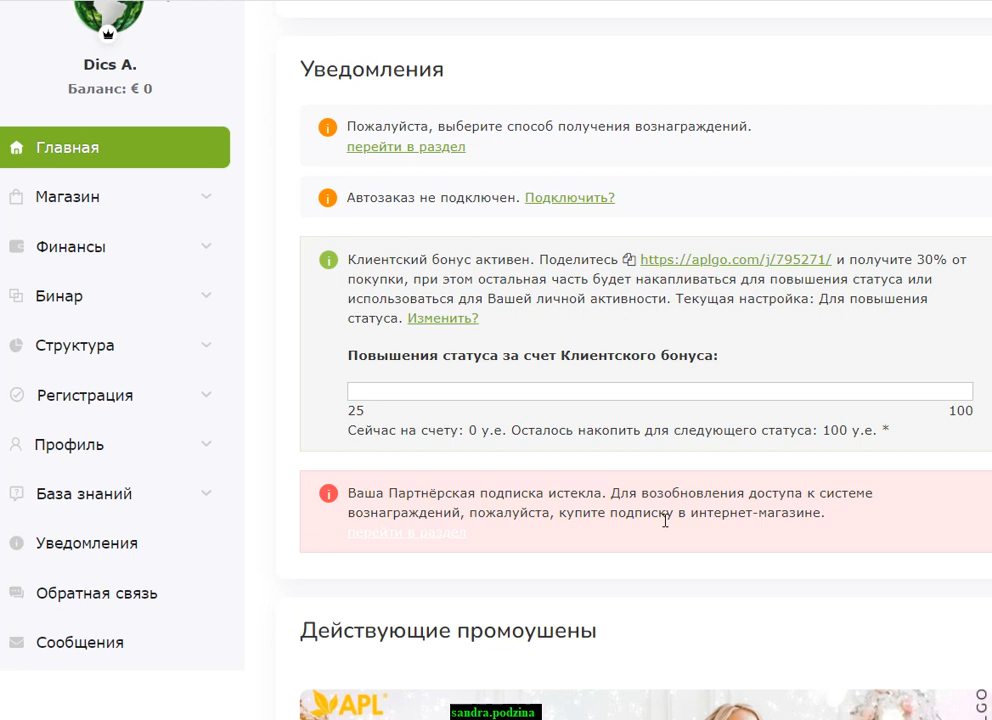 Dics A.
Баланс: € 0
Главная
Магазин
Финансы
Бинар
Структура
Регистрация
Профиль
База знаний
Уведомления
Обратная связь
Сообщения
Уведомления
Пожалуйста, выберите способ получения вознаграждений.
перейти в раздел
Автозаказ не подключен. Подключить?
Клиентский бонус активен. Поделитесь https://aplgo.com/j/795271/ и получите 30% от
покупки, при этом остальная часть будет накапливаться для повышения статуса или
использоваться для Вашей личной активности. Текущая настройка: Для повышения
статуса. Изменить?
Повышения статуса за счет Клиентского бонуса:
25 100
Сейчас на счету: 0 у.е. Осталось накопить для следующего статуса: 100 у.е. *
Ваша Партнёрская подписка истекла. Для возобновления доступа к системе
вознаграждений, пожалуйста, купите подписку в интернет-магазине.
перейти в раздел
Действующие промоушены
APL
sandra.podzina